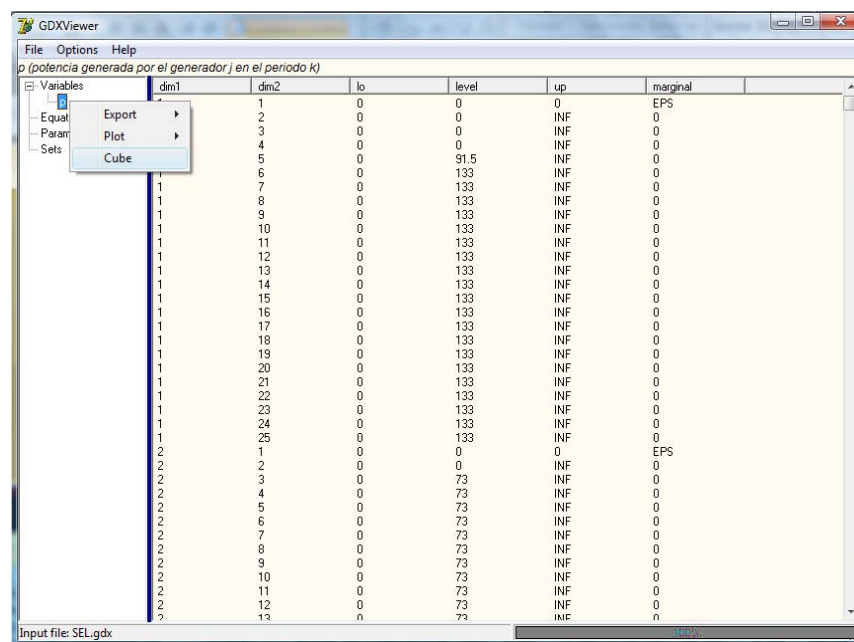 GDXViewer
File Options Help
p (potencia generada por el generador j en el periodo k)
Variables
p
Equat
Param
Sets
Export
Plot
Cube
dim1 dim2 lo level up marginal
1 0 0 0 EPS
2 0 0 INF 0
3 0 0 INF 0
4 0 0 INF 0
5 0 91.5 INF 0
1 6 0 133 INF 0
1 7 0 133 INF 0
1 8 0 133 INF 0
1 9 0 133 INF 0
1 10 0 133 INF 0
1 11 0 133 INF 0
1 12 0 133 INF 0
1 13 0 133 INF 0
1 14 0 133 INF 0
1 15 0 133 INF 0
1 16 0 133 INF 0
1 17 0 133 INF 0
1 18 0 133 INF 0
1 19 0 133 INF 0
1 20 0 133 INF 0
1 21 0 133 INF 0
1 22 0 133 INF 0
1 23 0 133 INF 0
1 24 0 133 INF 0
1 25 0 133 INF 0
2 1 0 0 0 EPS
2 2 0 0 INF 0
2 3 0 73 INF 0
2 4 0 73 INF 0
2 5 0 73 INF 0
2 6 0 73 INF 0
2 7 0 73 INF 0
2 8 0 73 INF 0
2 9 0 73 INF 0
2 10 0 73 INF 0
2 11 0 73 INF 0
2 12 0 73 INF 0
2 13 0 73 INF 0
Input file: SEL.gdx
100%